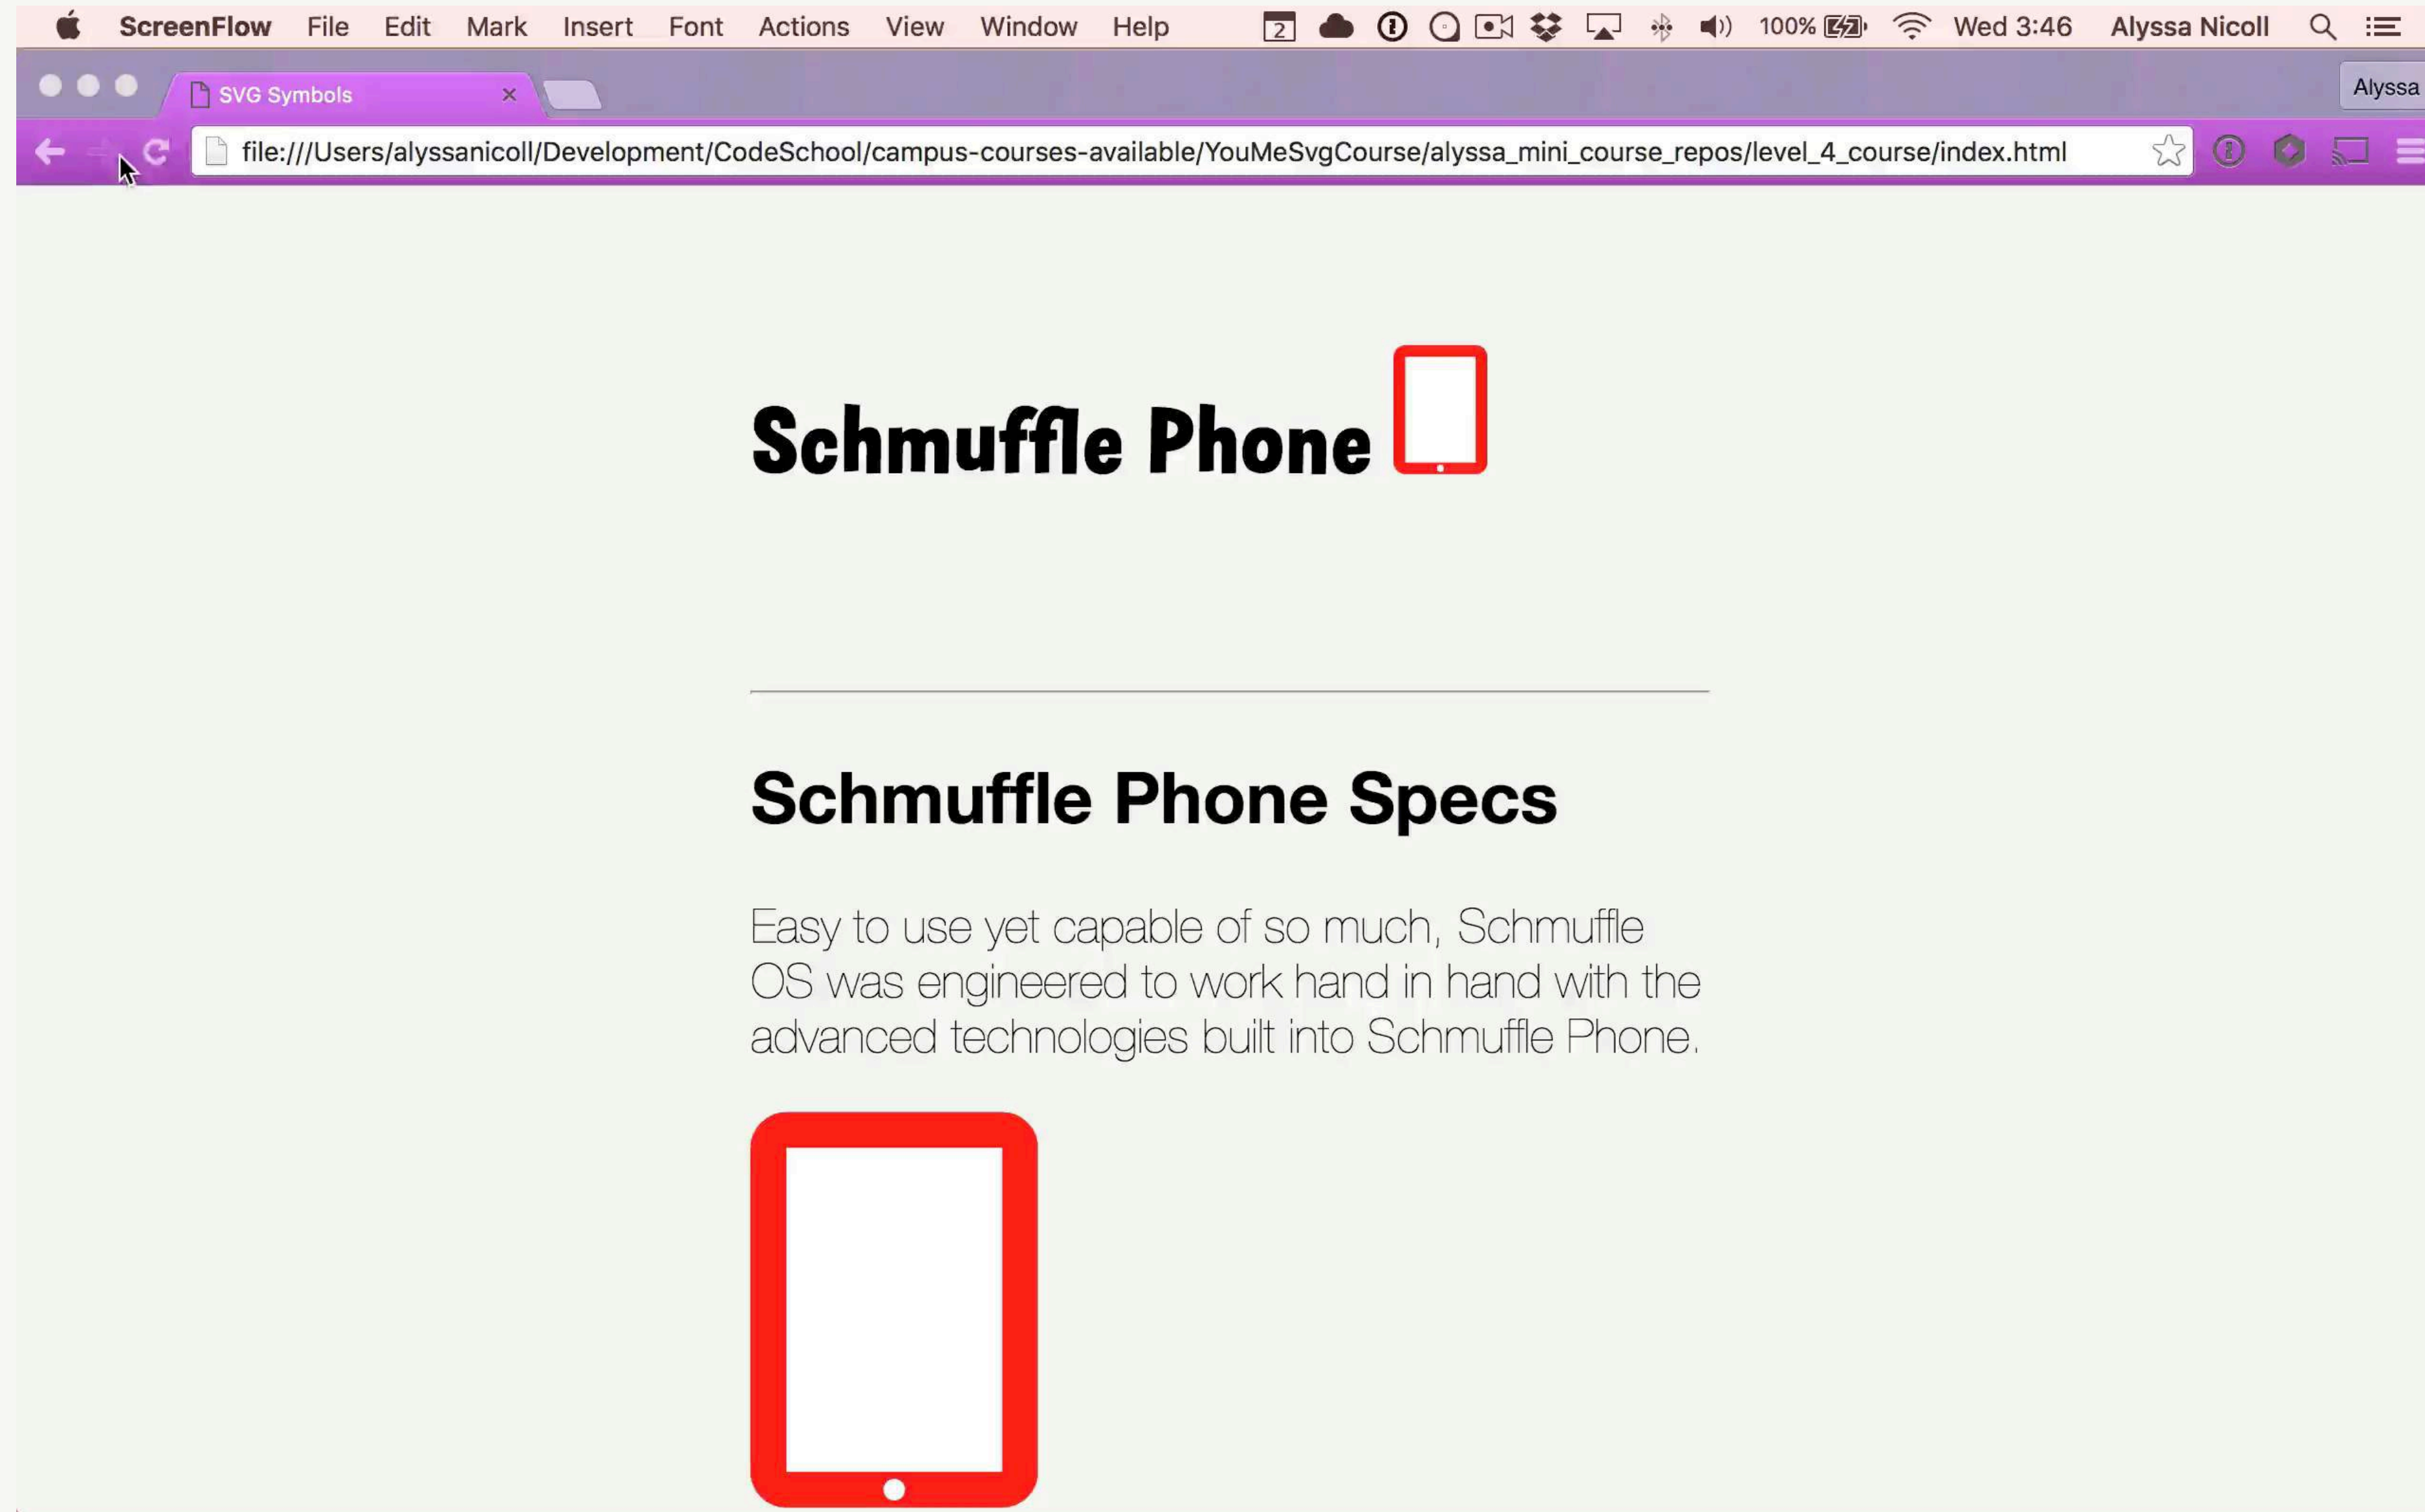 ScreenFlow File Edit Mark Insert Font Actions View Window Help 2 100% Wed 3:46 Alyssa Nicoll
SVG Symbols Alyssa
file:///Users/alyssanicoll/Development/CodeSchool/campus-courses-available/YouMeSvgCourse/alyssa_mini_course_repos/level_4_course/index.html
Schmuffle Phone
Schmuffle Phone Specs
Easy to use yet capable of so much, Schmuffle
OS was engineered to work hand in hand with the
advanced technologies built into Schmuffle Phone.